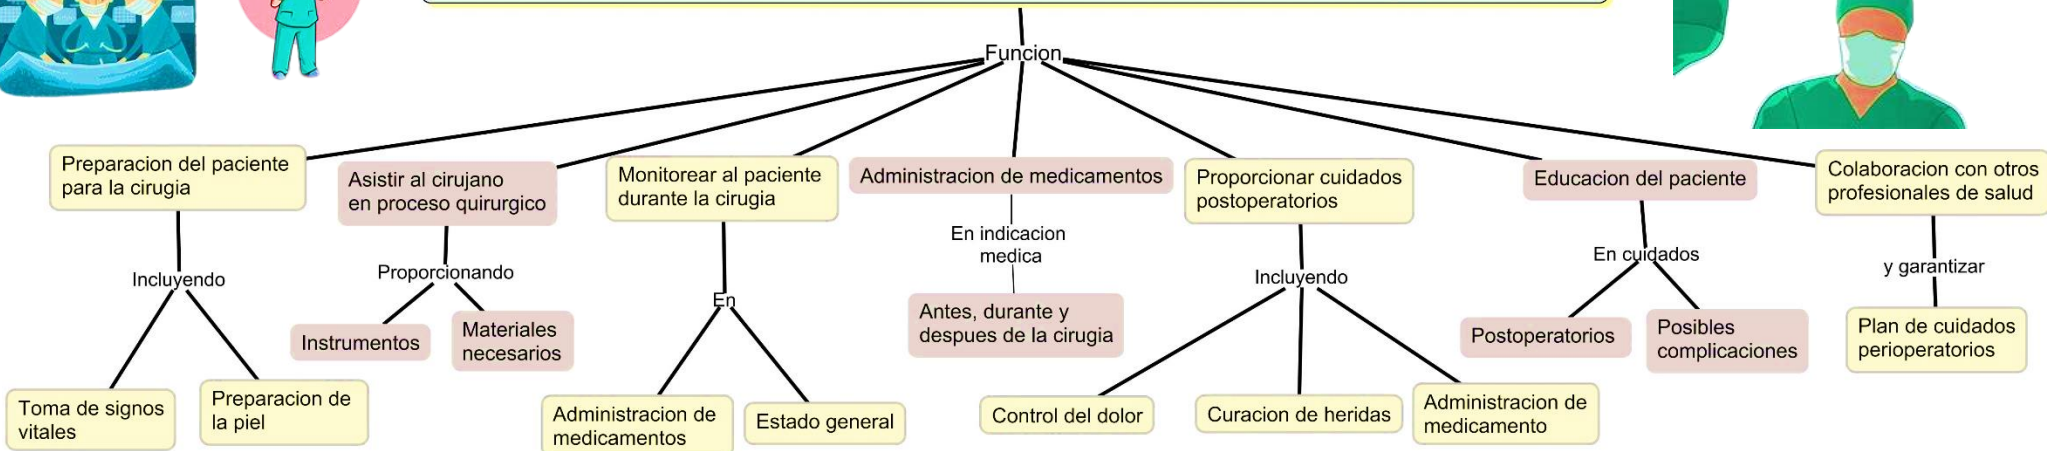 Funcion
Preparacion del paciente
para la cirugia
Asistir al cirujano
en proceso quirurgico
Monitorear al paciente
durante la cirugia
Administracion de medicamentos
Proporcionar cuidados
postoperatorios
Educacion del paciente
Colaboracion con otros
profesionales de salud
Incluyendo
Proporcionando
En
En indicacion
medica
Incluyendo
En cuidados
y garantizar
Instrumentos
Materiales
necesarios
Antes, durante y
despues de la cirugia
Postoperatorios
Posibles
complicaciones
Plan de cuidados
perioperatorios
Toma de signos
vitales
Preparacion de
la piel
Administracion de
medicamentos
Estado general
Control del dolor
Curacion de heridas
Administracion de
medicamento